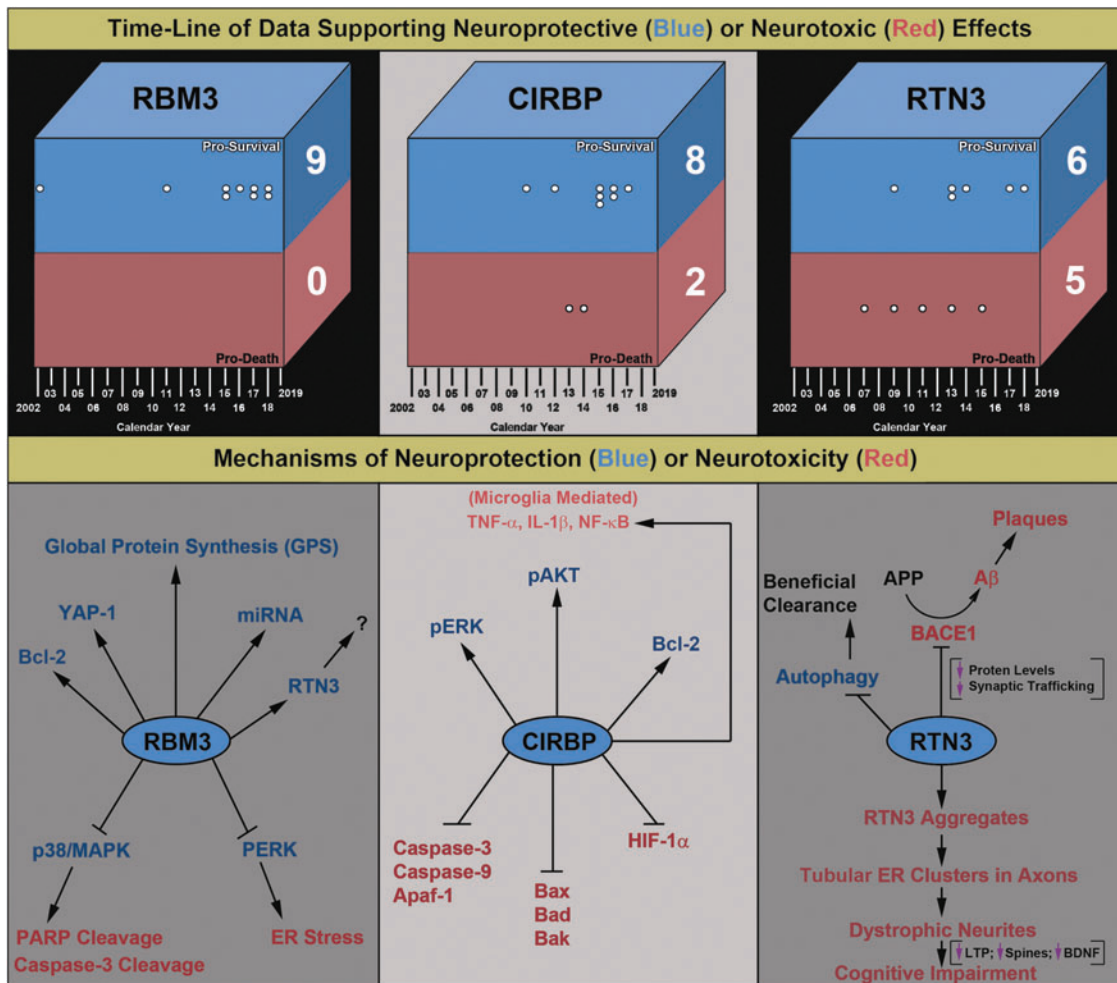 Time-Line of Data Supporting Neuroprotective (Blue) or Neurotoxic (Red) Effects
RBM3
Pro-Survival
9
0
Pro-Death
2002 03 04 05 06 07 08 09 10 11 12 13 14 15 16 17 18 2019
Calendar Year
CIRBP
Pro-Survival
8
2
Pro-Death
2002 03 04 05 06 07 08 09 10 11 12 13 14 15 16 17 18 2019
Calendar Year
RTN3
Pro-Survival
6
5
Pro-Death
2002 03 04 05 06 07 08 09 10 11 12 13 14 15 16 17 18 2019
Calendar Year
Mechanisms of Neuroprotection (Blue) or Neurotoxicity (Red)
Global Protein Synthesis (GPS)
YAP-1
miRNA
?
Bcl-2
RTN3
RBM3
p38/MAPK
PERK
PARP Cleavage
Caspase-3 Cleavage
ER Stress
(Microglia Mediated)
TNF-α, IL-1β, NF-κB
pAKT
pERK
Bcl-2
CIRBP
Caspase-3
Caspase-9
Apaf-1
Bax
Bad
Bak
HIF-1α
Plaques
Beneficial
Clearance
APP
Aβ
BACE1
Autophagy
Proten Levels
Synaptic Trafficking
RTN3
RTN3 Aggregates
Tubular ER Clusters in Axons
Dystrophic Neurites
LTP; Spines; BDNF
Cognitive Impairment